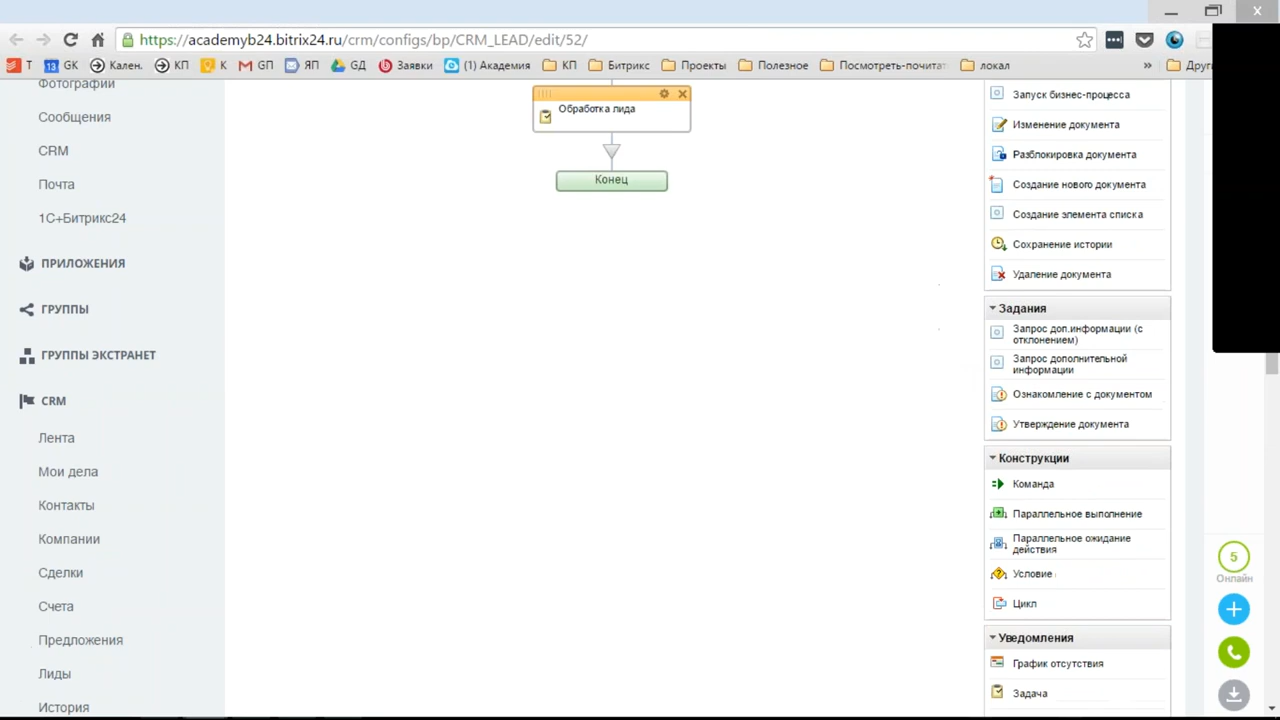 https://academyb24.bitrix24.ru/crm/configs/bp/CRM_LEAD/edit/52/
Т
13 GK
Кален.
КП
К
ГП
ЯП
ГД
Заявки
(1) Академия
КП
Битрикс
Проекты
Полезное
Посмотреть-почитат
локал
»
Други
Фотографии
Сообщения
CRM
Почта
1С+Битрикс24
ПРИЛОЖЕНИЯ
ГРУППЫ
ГРУППЫ ЭКСТРАНЕТ
CRM
Лента
Мои дела
Контакты
Компании
Сделки
Счета
Предложения
Лиды
История
Обработка лида
Конец
Запуск бизнес-процесса
Изменение документа
Разблокировка документа
Создание нового документа
Создание элемента списка
Сохранение истории
Удаление документа
Задания
Запрос доп.информации (с
отклонением)
Запрос дополнительной
информации
Ознакомление с документом
Утверждение документа
Конструкции
Команда
Параллельное выполнение
Параллельное ожидание
действия
Условие
Цикл
Уведомления
График отсутствия
Задача
5
Онлайн